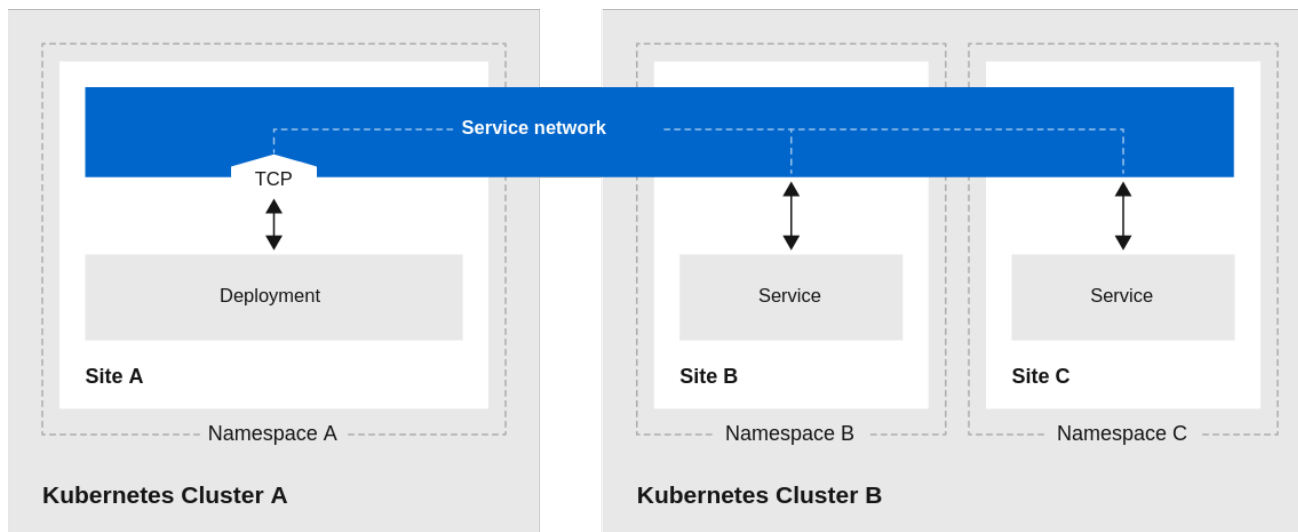 Service network
TCP
Deployment
Service
Service
Site A
Site B
Site C
Namespace A
Namespace B
Namespace C
Kubernetes Cluster A
Kubernetes Cluster B